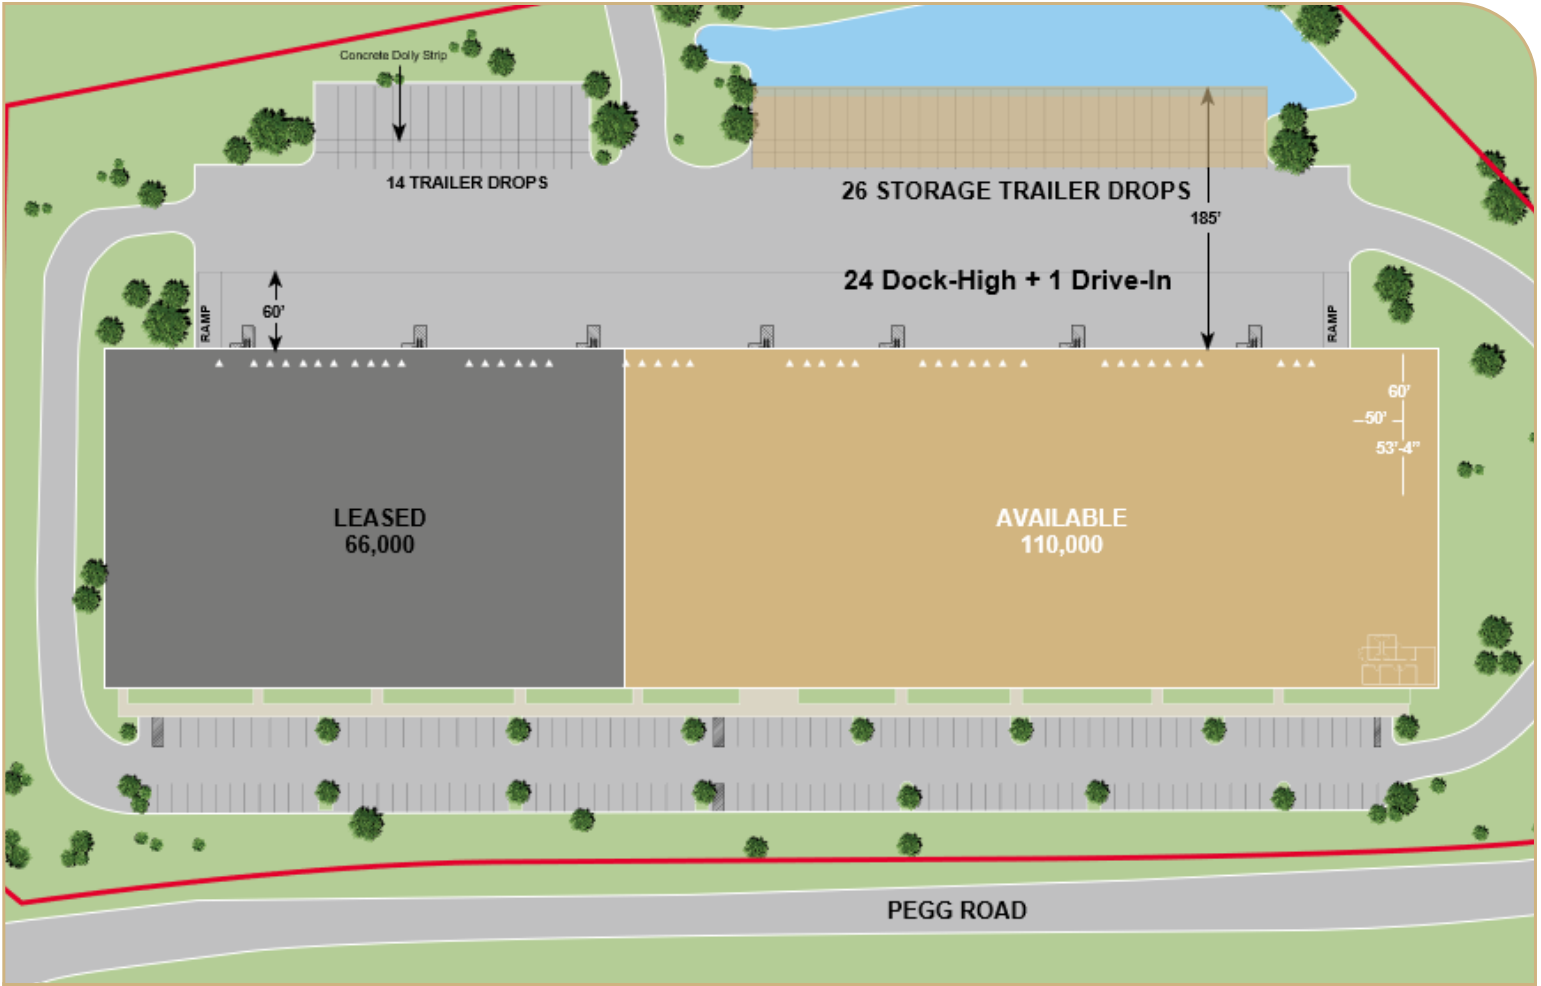 Concrete Dolly Strip
14 TRAILER DROPS
26 STORAGE TRAILER DROPS
185'
24 Dock-High + 1 Drive-In
60'
RAMP
RAMP
60'
50'
53'-4"
LEASED
66,000
AVAILABLE
110,000
PEGG ROAD